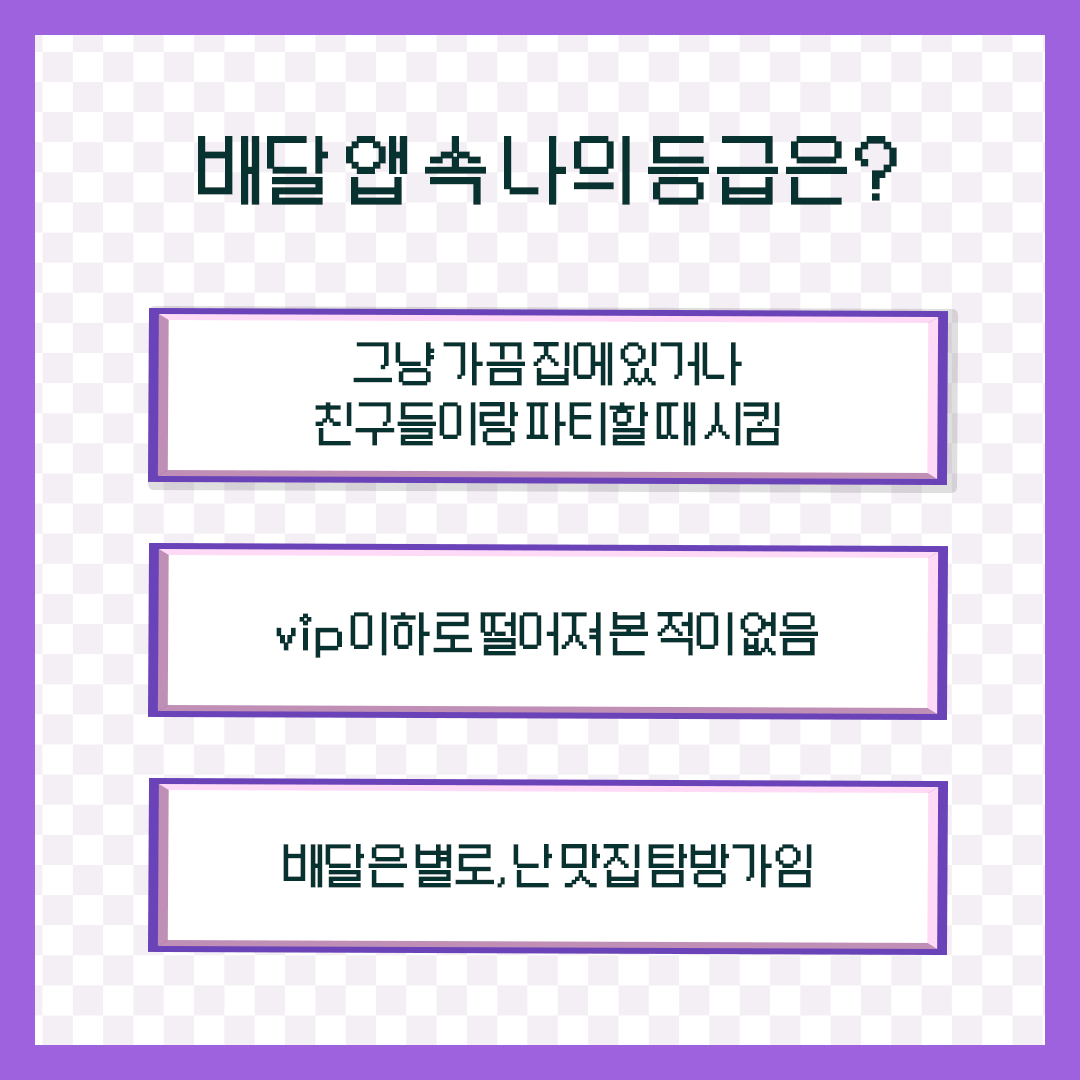 배달 앱 속 나의 등급은?
그냥 가끔 집에 있거나
친구들이랑 파티할 때 시킴
vip 이하로 떨어져 본 적이 없음
배달은 별로, 난 맛집 탐방가임